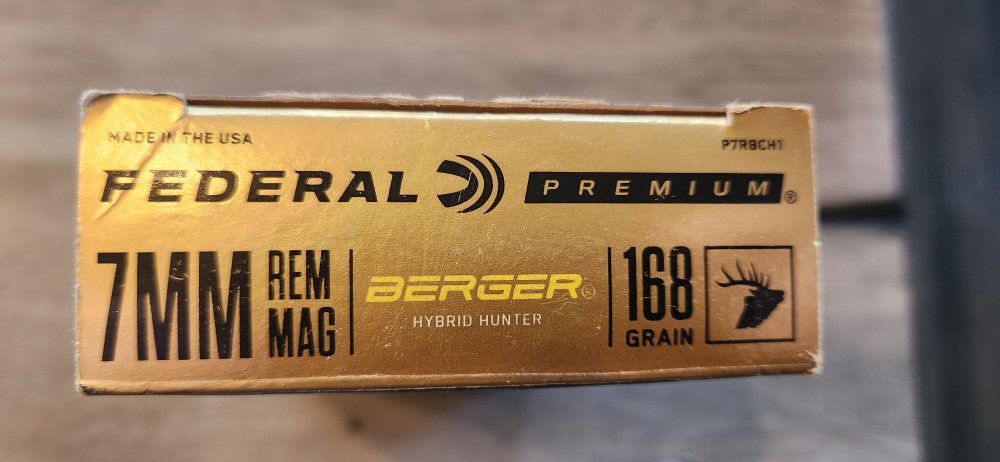 MADE IN THE USA
P7RBCH1
FEDERAL PREMIUM®
7MM REM MAG
BERGER®
HYBRID HUNTER
168 GRAIN